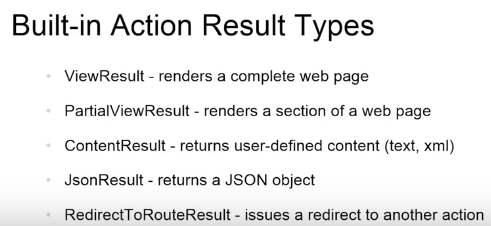 Built-in Action Result Types
ViewResult - renders a complete web page
PartialViewResult - renders a section of a web page
ContentResult - returns user-defined content (text, xml)
JsonResult - returns a JSON object
RedirectToRouteResult - issues a redirect to another action